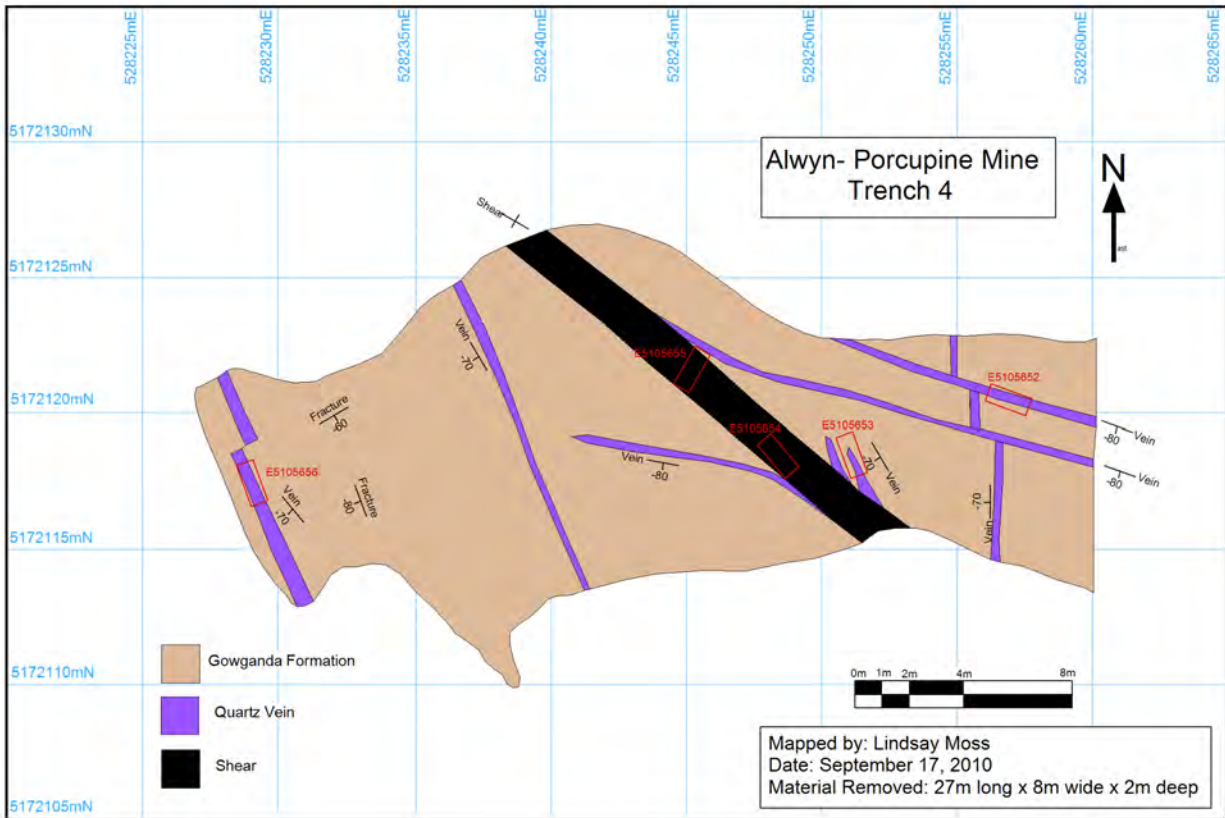 528225mE
528230mE
528235mE
528240mE
528245mE
528250mE
528255mE
528260mE
528265mE
5172130mN
5172125mN
5172120mN
5172115mN
5172110mN
5172105mN
Alwyn- Porcupine Mine
Trench 4
N
Shear
Vein
-70
Fracture
-60
Fracture
-80
E5105656
Vein
-70
E5105655
E5105654
Vein
-80
E5105653
-70
Vein
E5105652
-80
Vein
-80
Vein
-70
Vein
Gowganda Formation
Quartz Vein
Shear
0m 1m 2m 4m 8m
Mapped by: Lindsay Moss
Date: September 17, 2010
Material Removed: 27m long x 8m wide x 2m deep